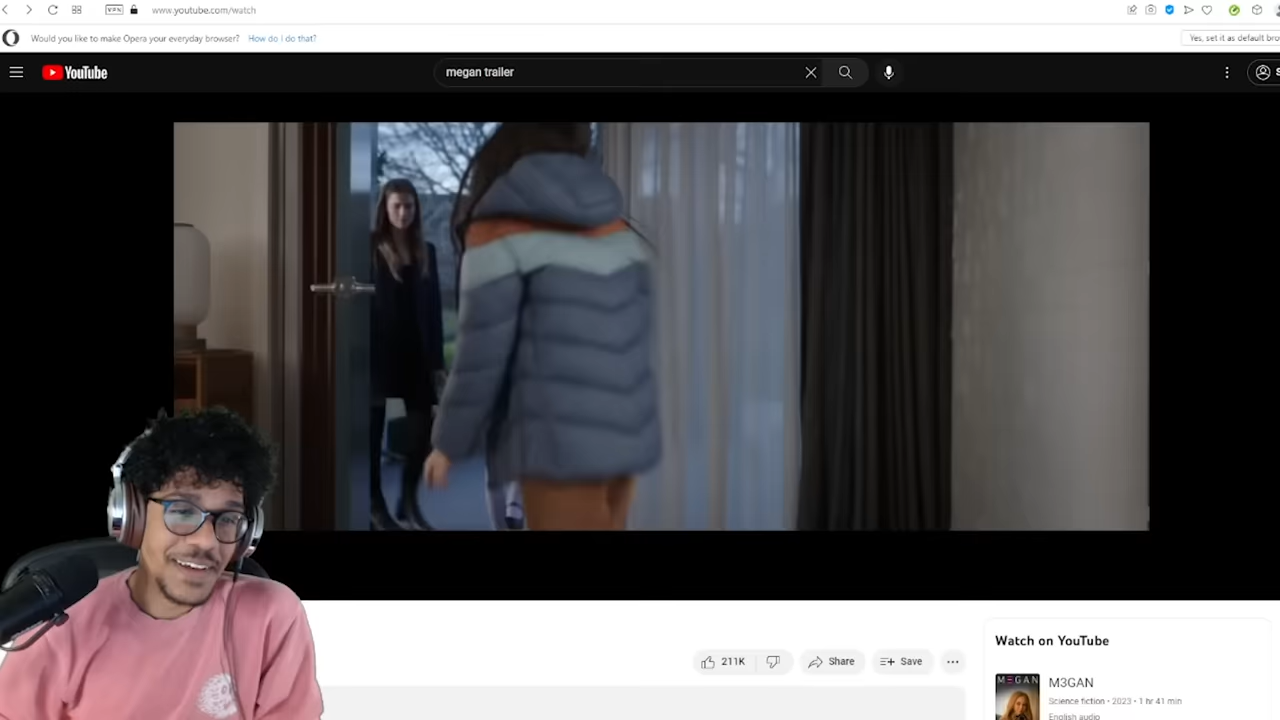 VPN
www.youtube.com/watch
Would you like to make Opera your everyday browser? How do I do that?
Yes, set it as default bro
YouTube
megan trailer
S
211K
Share
Save
Watch on YouTube
M3GAN
M3GAN
Science fiction • 2023 • 1 hr 41 min
English audio